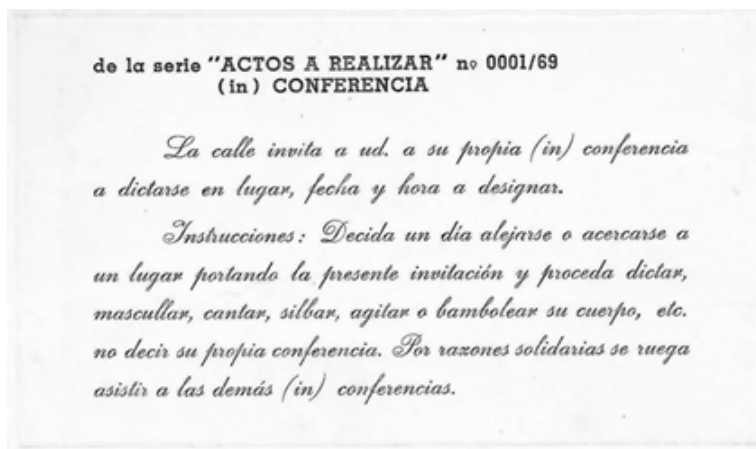 de la serie "ACTOS A REALIZAR" nº 0001/69
(in) CONFERENCIA
La calle invita a ud. a su propia (in) conferencia
a dictarse en lugar, fecha y hora a designar.
Instrucciones: Decida un día alejarse o acercarse a
un lugar portando la presente invitación y proceda dictar,
mascullar, cantar, silbar, agitar o bambolear su cuerpo, etc.
no decir su propia conferencia. Por razones solidarias se ruega
asistir a las demás (in) conferencias.